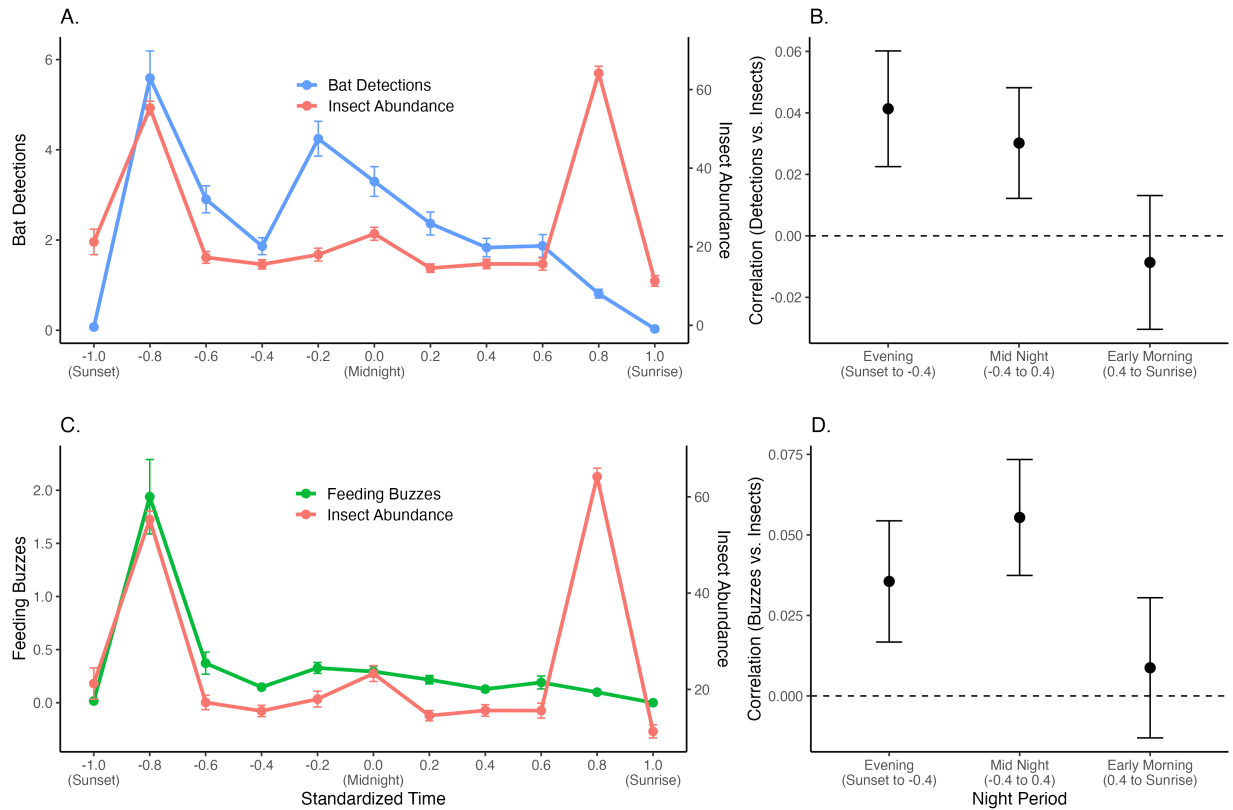 A.
Bat Detections
6
4
2
0
Bat Detections
Insect Abundance
60
40
20
0
Insect Abundance
-1.0 -0.8 -0.6 -0.4 -0.2 0.0 0.2 0.4 0.6 0.8 1.0
(Sunset) (Midnight) (Sunrise)
B.
Correlation (Detections vs. Insects)
0.06
0.04
0.02
0.00
-0.02
Evening Mid Night Early Morning
(Sunset to -0.4) (-0.4 to 0.4) (0.4 to Sunrise)
C.
Feeding Buzzes
2.0
1.5
1.0
0.5
0.0
Feeding Buzzes
Insect Abundance
60
40
20
Insect Abundance
-1.0 -0.8 -0.6 -0.4 -0.2 0.0 0.2 0.4 0.6 0.8 1.0
(Sunset) (Midnight) (Sunrise)
Standardized Time
D.
Correlation (Buzzes vs. Insects)
0.075
0.050
0.025
0.000
Evening Mid Night Early Morning
(Sunset to -0.4) (-0.4 to 0.4) (0.4 to Sunrise)
Night Period